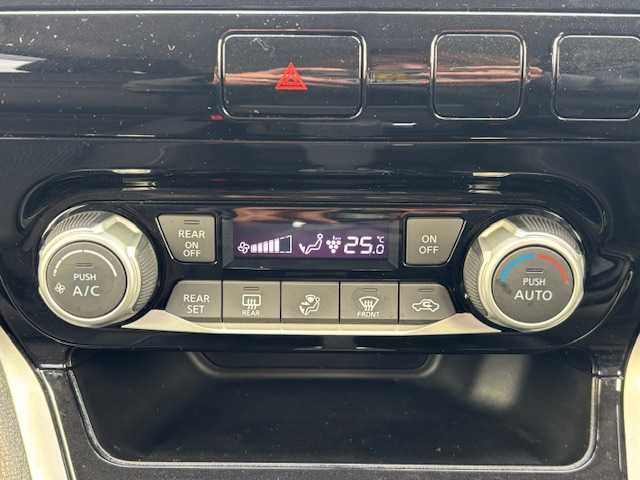 REAR
ON
OFF
25.0
°C
ON
OFF
PUSH
A/C
PUSH
AUTO
REAR
SET
REAR
FRONT